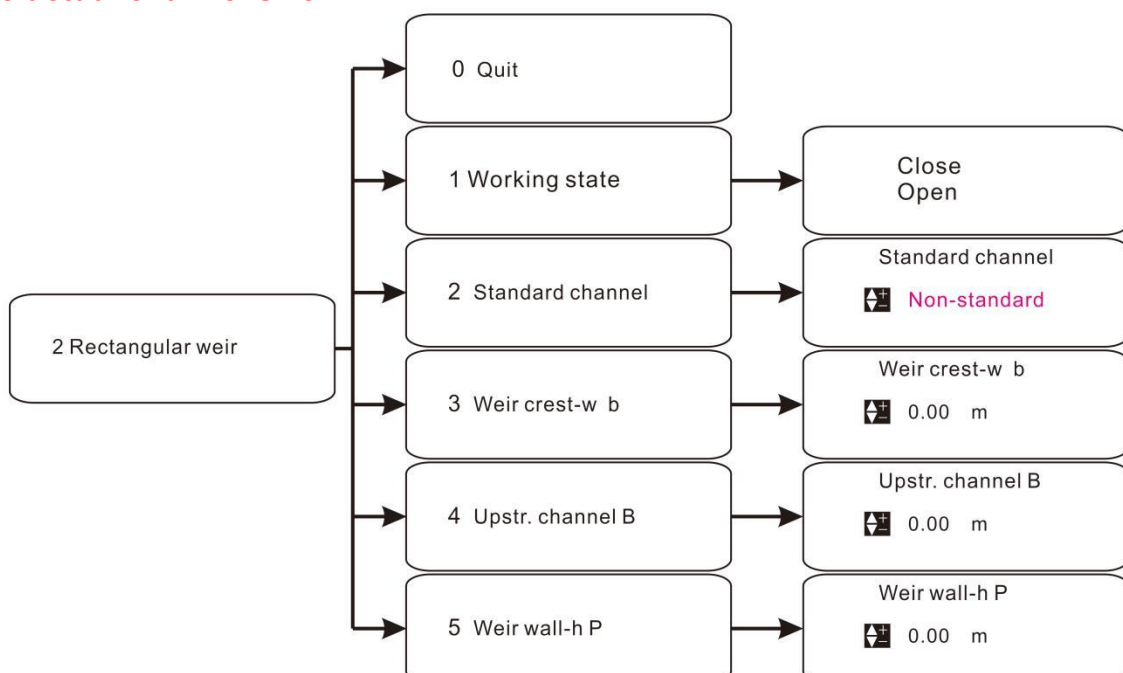 0 Quit
1 Working state
Close
Open
2 Standard channel
Standard channel
Non-standard
2 Rectangular weir
3 Weir crest-w b
Weir crest-w b
0.00 m
4 Upstr. channel B
Upstr. channel B
0.00 m
5 Weir wall-h P
Weir wall-h P
0.00 m